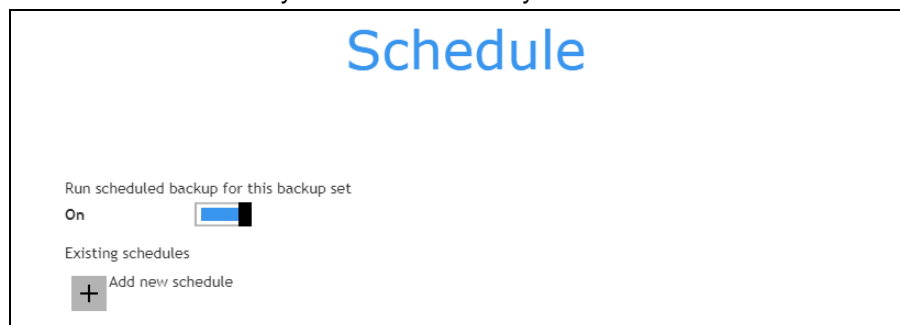 Schedule
Run scheduled backup for this backup set
On
Existing schedules
Add new schedule